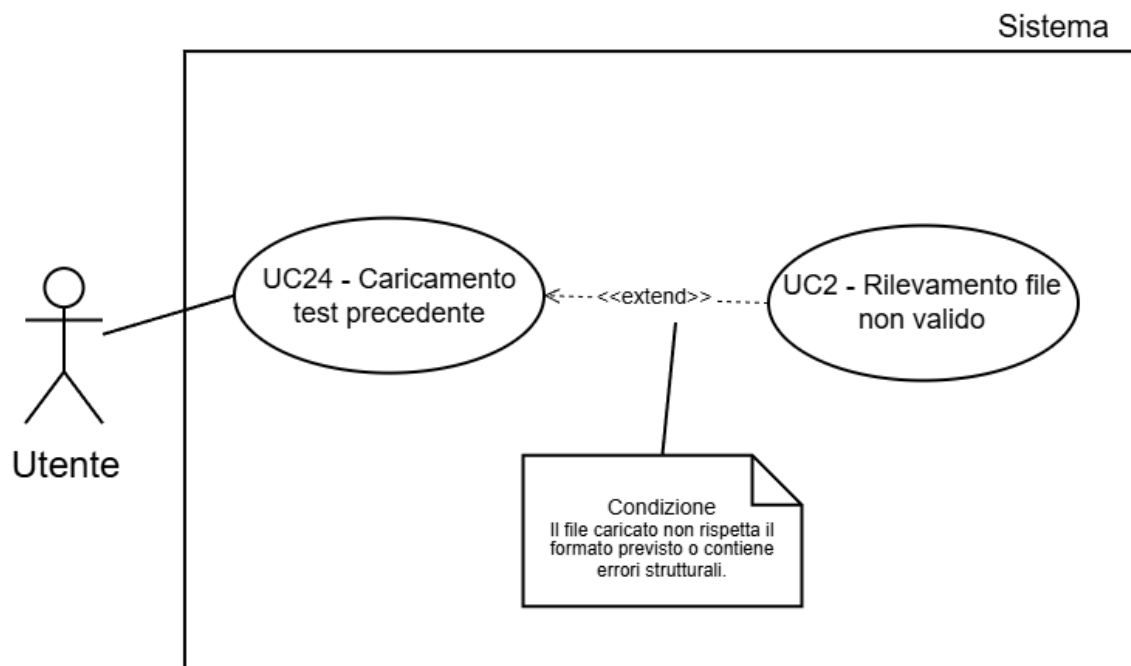 Sistema
UC24 - Caricamento
test precedente
<<extend>>
UC2 - Rilevamento file
non valido
Utente
Condizione
Il file caricato non rispetta il
formato previsto o contiene
errori strutturali.